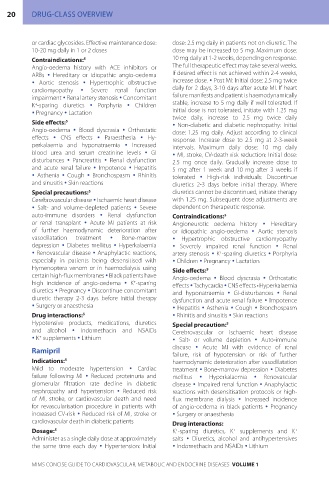 20 DRUG-CLASS OVERVIEW
or cardiac glycosides. Effective maintenance dose:
10-20 mg daily in 1 or 2 doses
Contraindications:#
Angio-oedema history with ACE inhibitors or
ARBs • Hereditary or idiopathic angio-oedema
• Aortic stenosis • Hypertrophic obstructive
cardiomyopathy • Severe renal function
impairment • Renal artery stenosis • Concomitant
K+-sparing diuretics • Porphyria • Children
• Pregnancy • Lactation
Side effects:#
Angio-oedema • Blood dyscrasia • Orthostatic
effects • CNS effects • Paraesthesia • Hy-
perkalaemia and hyponatraemia • Increased
blood urea and serum creatinine levels • GI
disturbances • Pancreatitis • Renal dysfunction
and acute renal failure • Impotence • Hepatitis
• Asthenia • Cough • Bronchospasm • Rhinitis
and sinusitis • Skin reactions
Special precautions:#
Cerebrovascular disease • Ischaemic heart disease
• Salt- and volume-depleted patients • Severe
auto-immune disorders • Renal dysfunction
or renal transplant • Acute MI patients at risk
of further haemodynamic deterioration after
vasodilatation treatment • Bone-marrow
depression • Diabetes mellitus • Hyperkalaemia
• Renovascular disease • Anaphylactic reactions,
especially in patients being desensitised with
hymenoptera venom or in haemodialysis using
certain high-flux membranes • Black patients have
high incidence of angio-oedema • K+-sparing
diuretics • Pregnancy • Discontinue concomitant
diuretic therapy 2-3 days before initial therapy
• Surgery or anaesthesia
Drug interactions:#
Hypotensive products, medications, diuretics
and alcohol • Indomethacin and NSAIDs
• K+ supplements • Lithium
Ramipril
Indications:#
Mild to moderate hypertension • Cardiac
failure following MI • Reduced proteinuria and
glomerular filtration rate decline in diabetic
nephropathy and hypertension • Reduced risk
of MI, stroke, or cardiovascular death and need
for revascularisation procedure in patients with
increased CV-risk • Reduced risk of MI, stroke or
cardiovascular death in diabetic patients
Dosage:#
Administer as a single daily dose at approximately
the same time each day • Hypertension: Initial
dose: 2.5 mg daily in patients not on diuretic. The
dose may be increased to 5 mg. Maximum dose:
10 mg daily at 1-2 weeks, depending on response.
The full therapeutic effect may take several weeks.
If desired effect is not achieved within 2-4 weeks,
increase dose. • Post MI: Initial dose: 2.5 mg twice
daily for 2 days, 3-10 days after acute MI. If heart
failure manifests and patient is haemodynamically
stable, increase to 5 mg daily if well tolerated. If
initial dose is not tolerated, initiate with 1.25 mg
twice daily, increase to 2.5 mg twice daily
• Non-diabetic and diabetic nephropathy: Initial
dose: 1.25 mg daily. Adjust according to clinical
response. Increase dose to 2.5 mg at 2-3-week
intervals. Maximum daily dose: 10 mg daily
• MI, stroke, CV-death risk reduction: Initial dose:
2.5 mg once daily. Gradually increase dose to
5 mg after 1 week and 10 mg after 3 weeks if
tolerated • High-risk individuals. Discontinue
diuretics 2-3 days before initial therapy. Where
diuretics cannot be discontinued, initiate therapy
with 1.25 mg. Subsequent dose adjustments are
dependent on therapeutic response.
Contraindications:#
Angioneurotic oedema history • Hereditary
or idiopathic angio-oedema • Aortic stenosis
• Hypertrophic obstructive cardiomyopathy
• Severely impaired renal function • Renal
artery stenosis • K+-sparing diuretics • Porphyria
• Children • Pregnancy • Lactation
Side effects:#
Angio-oedema • Blood dyscrasia • Orthostatic
effects • Tachycardia • CNS effects • Hyperkalaemia
and hyponatraemia • GI-disturbances • Renal
dysfunction and acute renal failure • Impotence
• Hepatitis • Asthenia • Cough • Bronchospasm
• Rhinitis and sinusitis • Skin reactions
Special precautions:#
Cerebrovascular or ischaemic heart disease
• Salt- or volume depletion • Auto-immune
disease • Acute MI with evidence of renal
failure, risk of hypotension or risk of further
haemodynamic deterioration after vasodilatation
treatment • Bone-marrow depression • Diabetes
mellitus • Hyperkalaemia • Renovascular
disease • Impaired renal function • Anaphylactic
reactions with desensitisation protocols or high-
flux membrane dialysis • Increased incidence
of angio-oedema in black patients • Pregnancy
• Surgery or anaesthesia
Drug interactions:
K+-sparing diuretics, K+ supplements and K+
salts • Diuretics, alcohol and antihypertensives
• Indomethacin and NSAIDs • Lithium
MIMS CONCISE GUIDE TO CARDIOVASCULAR, METABOLIC AND ENDOCRINE DISEASES VOLUME 1